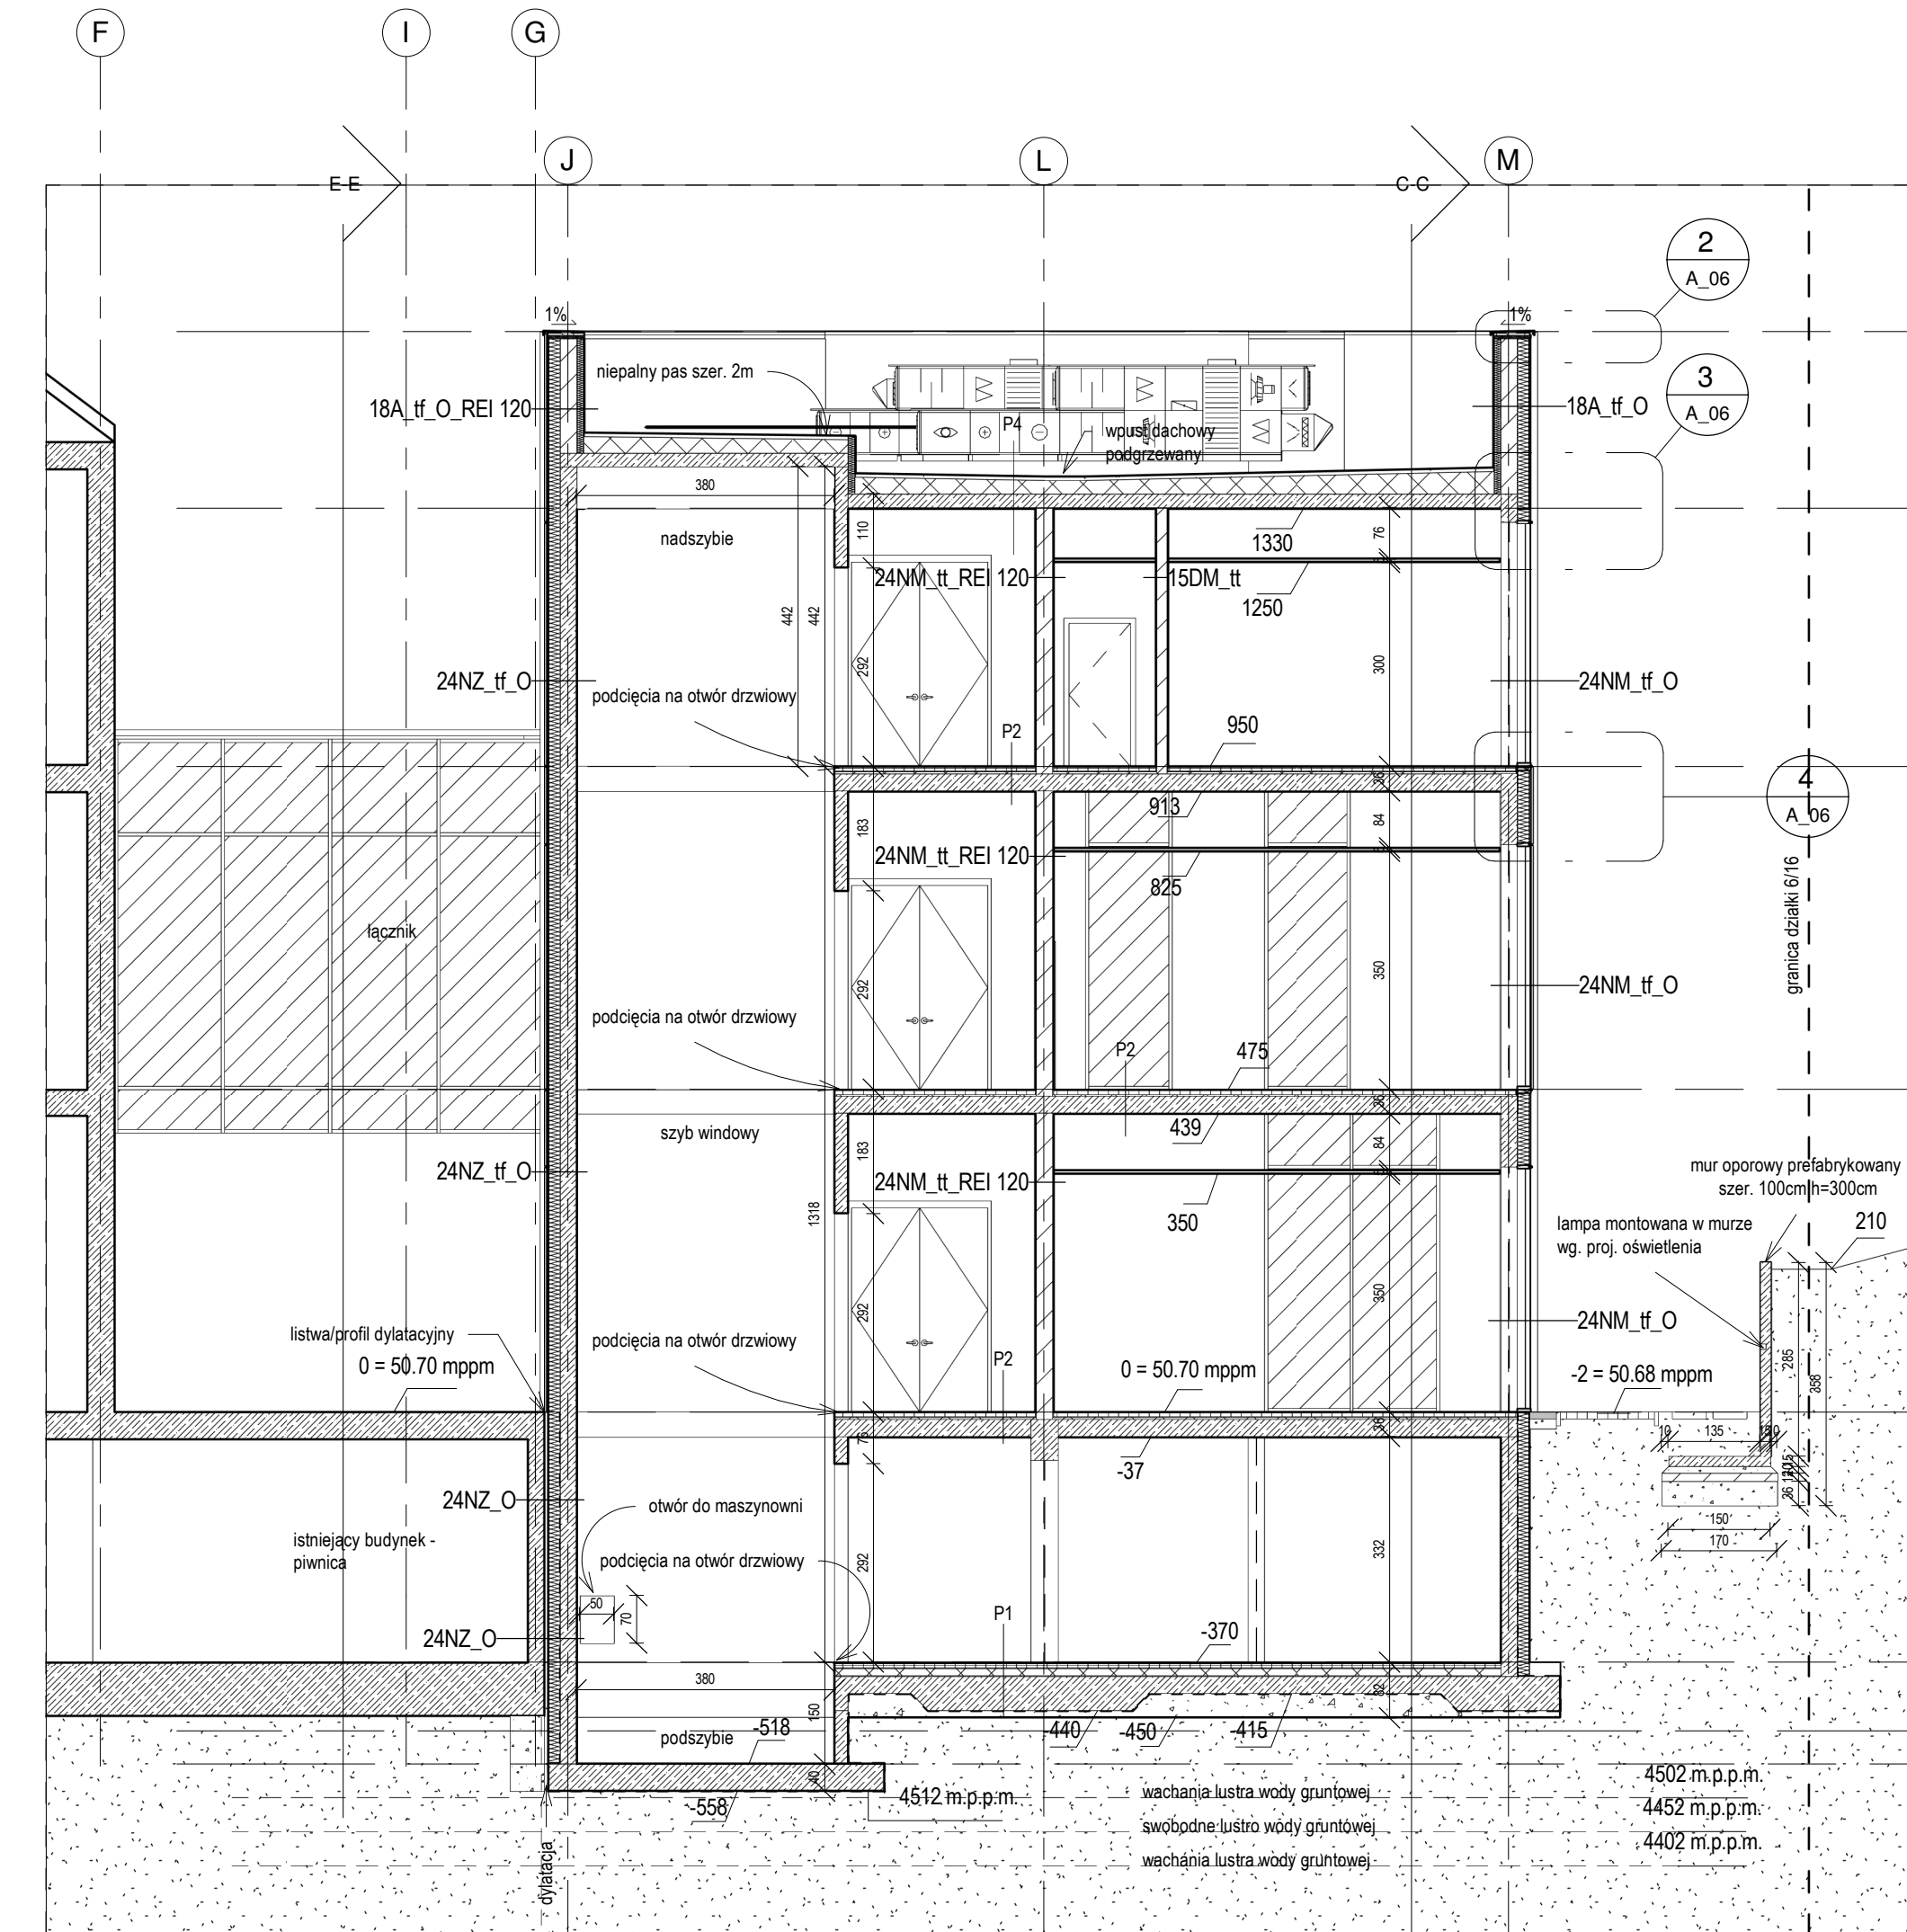 F
I
G
J
L
M
E-E
C-C
2
A_06
1%
1%
niepalny pas szer. 2m
3
A_06
18A_tf_O_REI 120
18A_tf_O
P4
wpust dachowy
podgrzewany
380
110
nadszybie
1330
76
24NM_tt_REI 120
15DM_tt
1250
442
442
292
300
24NZ_tf_O
podcięcia na otwór drzwiowy
24NM_tf_O
P2
950
36
4
A_06
913
183
84
24NM_tt_REI 120
825
granica działki 6/16
łącznik
350
292
24NM_tf_O
podcięcia na otwór drzwiowy
P2
475
36
439
szyb windowy
183
84
24NZ_tf_O
24NM_tt_REI 120
mur oporowy prefabrykowany
szer. 100cm h=300cm
1318
350
lampa montowana w murze
wg. proj. oświetlenia
210
350
292
listwa/profil dylatacyjny
podcięcia na otwór drzwiowy
24NM_tf_O
0 = 50.70 mppm
P2
0 = 50.70 mppm
-2 = 50.68 mppm
285
358
36
75
10
135
-37
24NZ_O
otwór do maszynowni
istniejący budynek -
piwnica
podcięcia na otwór drzwiowy
292
332
150
170
50
70
P1
24NZ_O
-370
380
150
82
podszybie
-518
-440
-450
-415
40
-558
4512 m.p.p.m.
wachania lustra wody gruntowej
4502 m.p.p.m.
swobodne lustro wody gruntowej
4452 m.p.p.m.
wachania lustra wody gruntowej
4402 m.p.p.m.
dylatacja